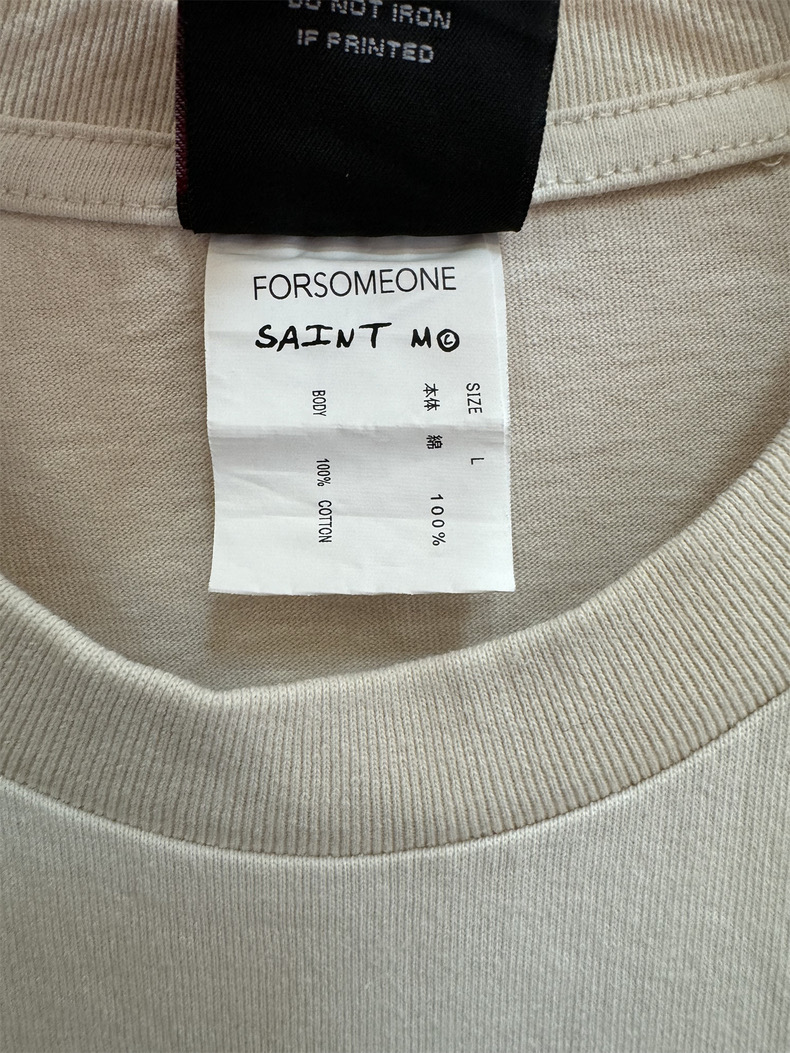 DO NOT IRON
IF PRINTED
FORSOMEONE
SAINT M©
SIZE L
本体 綿 100%
BODY 100% COTTON